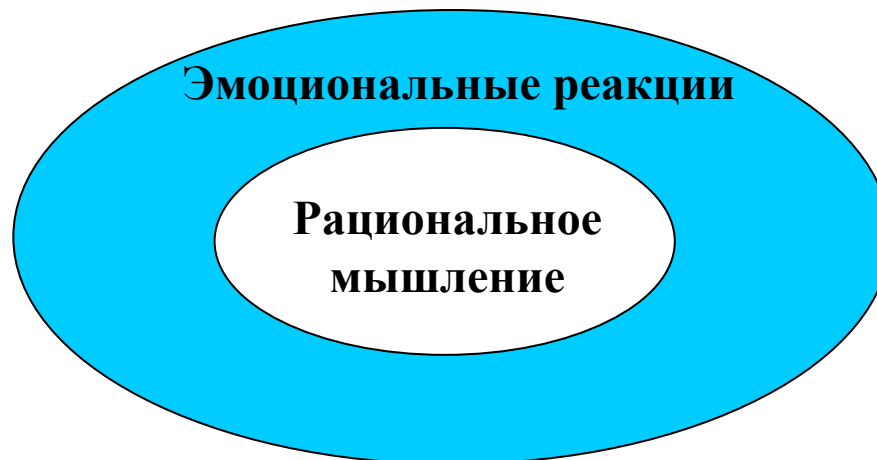 Эмоциональные реакции
Рациональное
мышление